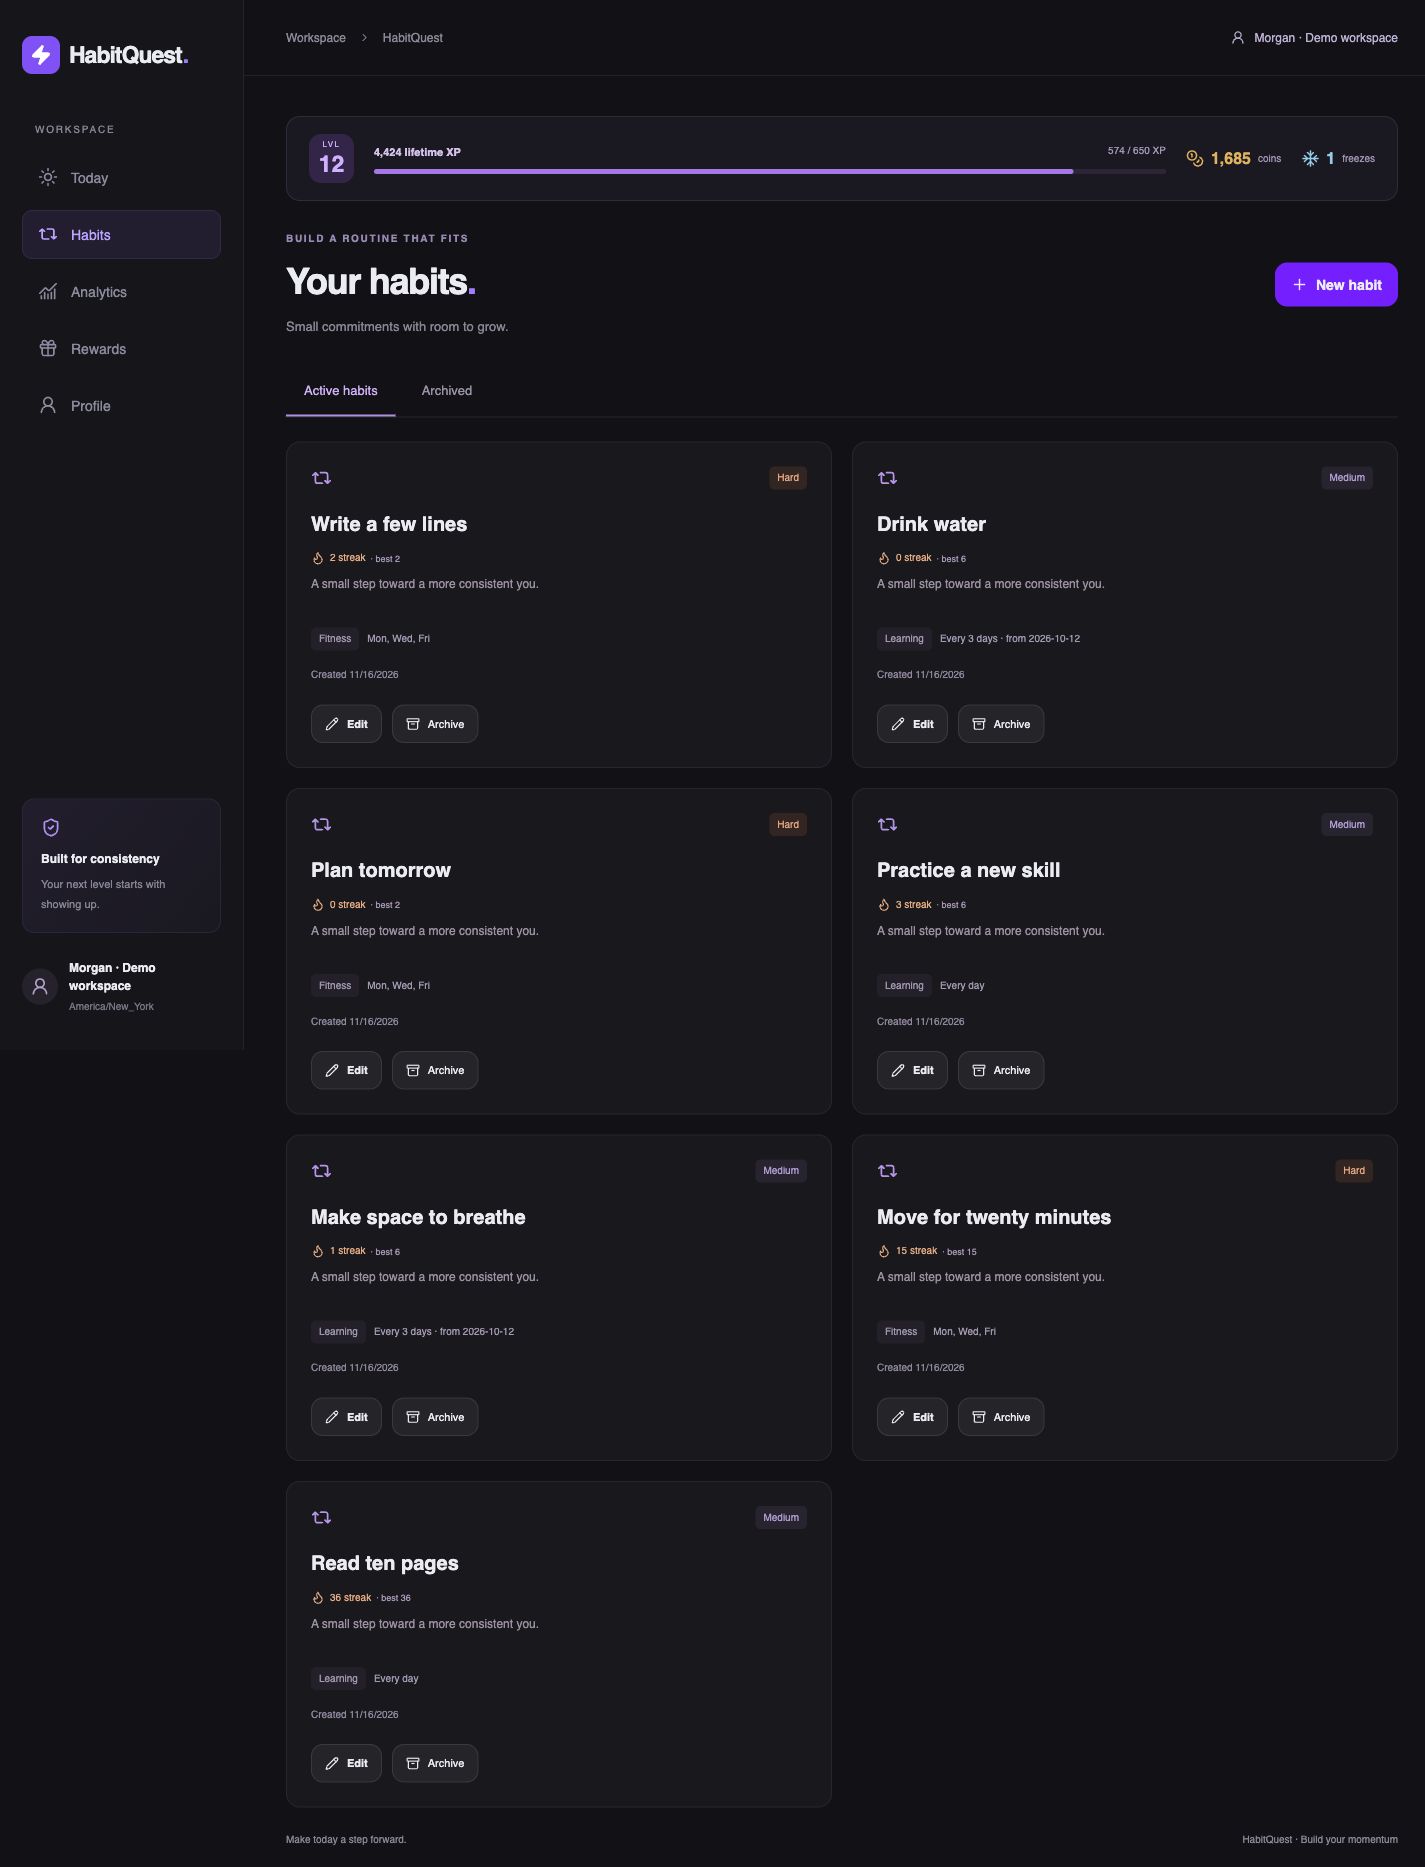 HabitQuest.
WORKSPACE
Today
Habits
Analytics
Rewards
Profile
Built for consistency
Your next level starts with
showing up.
Morgan · Demo
workspace
America/New_York
Workspace > HabitQuest
Morgan · Demo workspace
LVL
12
4,424 lifetime XP
574 / 650 XP
1,685 coins
1 freezes
BUILD A ROUTINE THAT FITS
Your habits.
Small commitments with room to grow.
New habit
Active habits
Archived
Hard
Write a few lines
2 streak · best 2
A small step toward a more consistent you.
Fitness Mon, Wed, Fri
Created 11/16/2026
Edit Archive
Medium
Drink water
0 streak · best 6
A small step toward a more consistent you.
Learning Every 3 days · from 2026-10-12
Created 11/16/2026
Edit Archive
Hard
Plan tomorrow
0 streak · best 2
A small step toward a more consistent you.
Fitness Mon, Wed, Fri
Created 11/16/2026
Edit Archive
Medium
Practice a new skill
3 streak · best 6
A small step toward a more consistent you.
Learning Every day
Created 11/16/2026
Edit Archive
Medium
Make space to breathe
1 streak · best 6
A small step toward a more consistent you.
Learning Every 3 days · from 2026-10-12
Created 11/16/2026
Edit Archive
Hard
Move for twenty minutes
15 streak · best 15
A small step toward a more consistent you.
Fitness Mon, Wed, Fri
Created 11/16/2026
Edit Archive
Medium
Read ten pages
36 streak · best 36
A small step toward a more consistent you.
Learning Every day
Created 11/16/2026
Edit Archive
Make today a step forward.
HabitQuest · Build your momentum